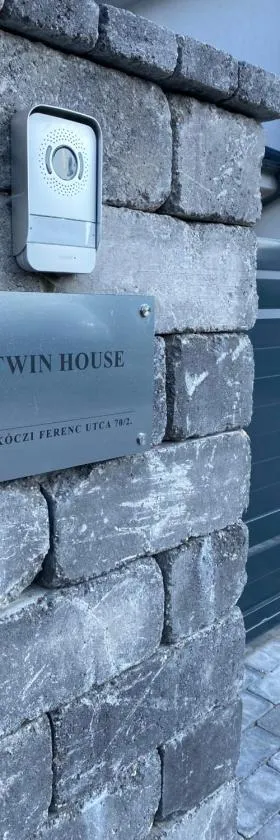 TWIN HOUSE
KÓCZI FERENC UTCA 70/2.